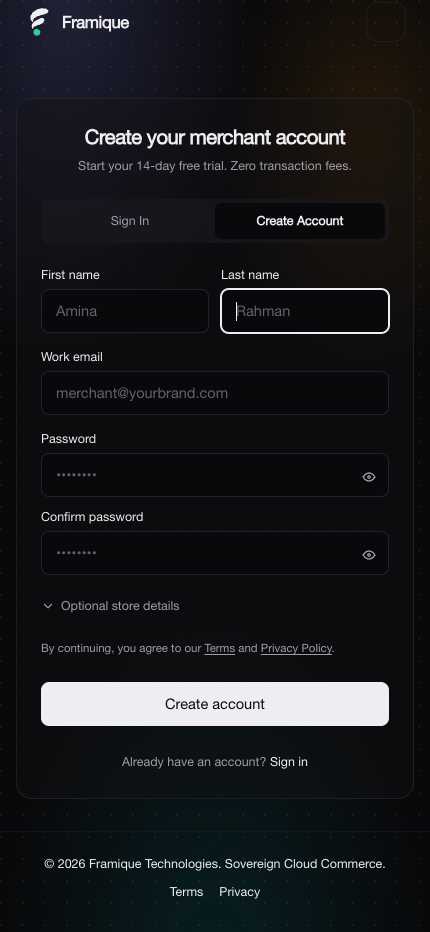 Framique
Create your merchant account
Start your 14-day free trial. Zero transaction fees.
Sign In
Create Account
First name
Last name
Amina
Rahman
Work email
merchant@yourbrand.com
Password
••••••••
Confirm password
••••••••
Optional store details
By continuing, you agree to our Terms and Privacy Policy.
Create account
Already have an account? Sign in
© 2026 Framique Technologies. Sovereign Cloud Commerce.
Terms
Privacy